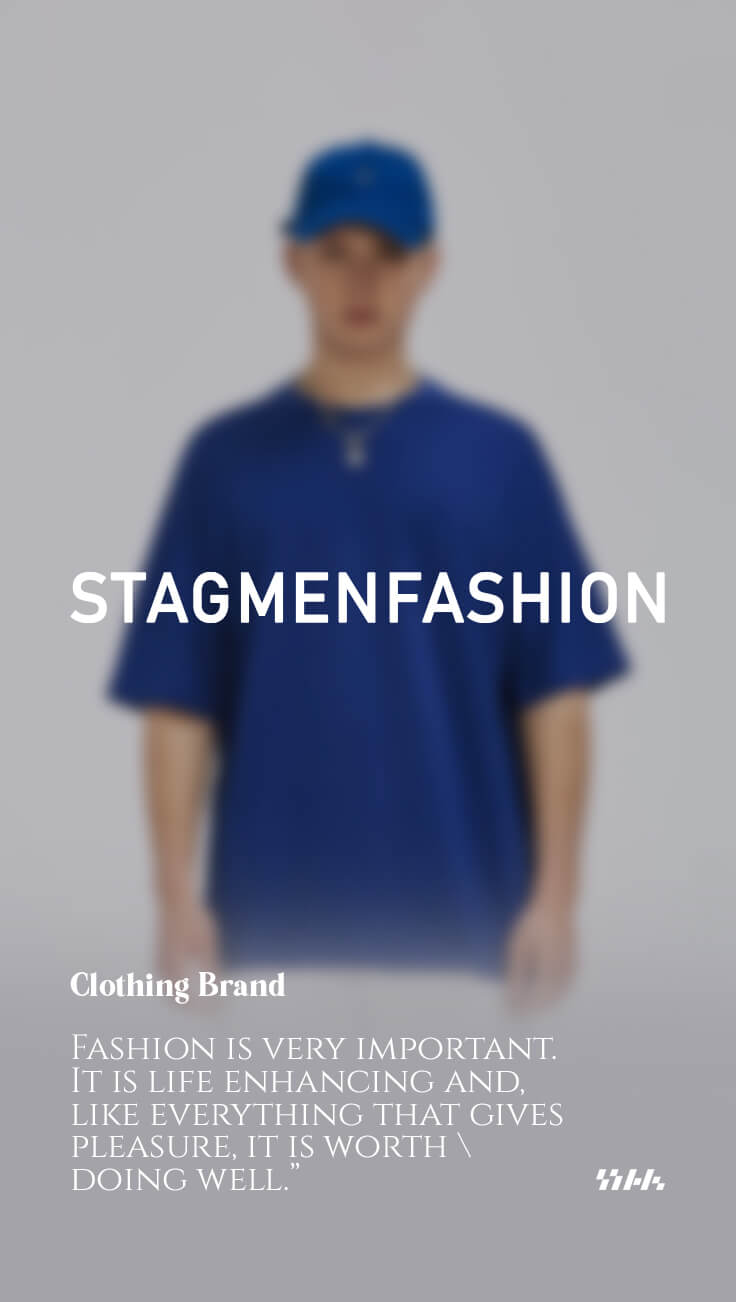 STAGMENFASHION
Clothing Brand
FASHION IS VERY IMPORTANT.
IT IS LIFE ENHANCING AND,
LIKE EVERYTHING THAT GIVES
PLEASURE, IT IS WORTH \
DOING WELL.”